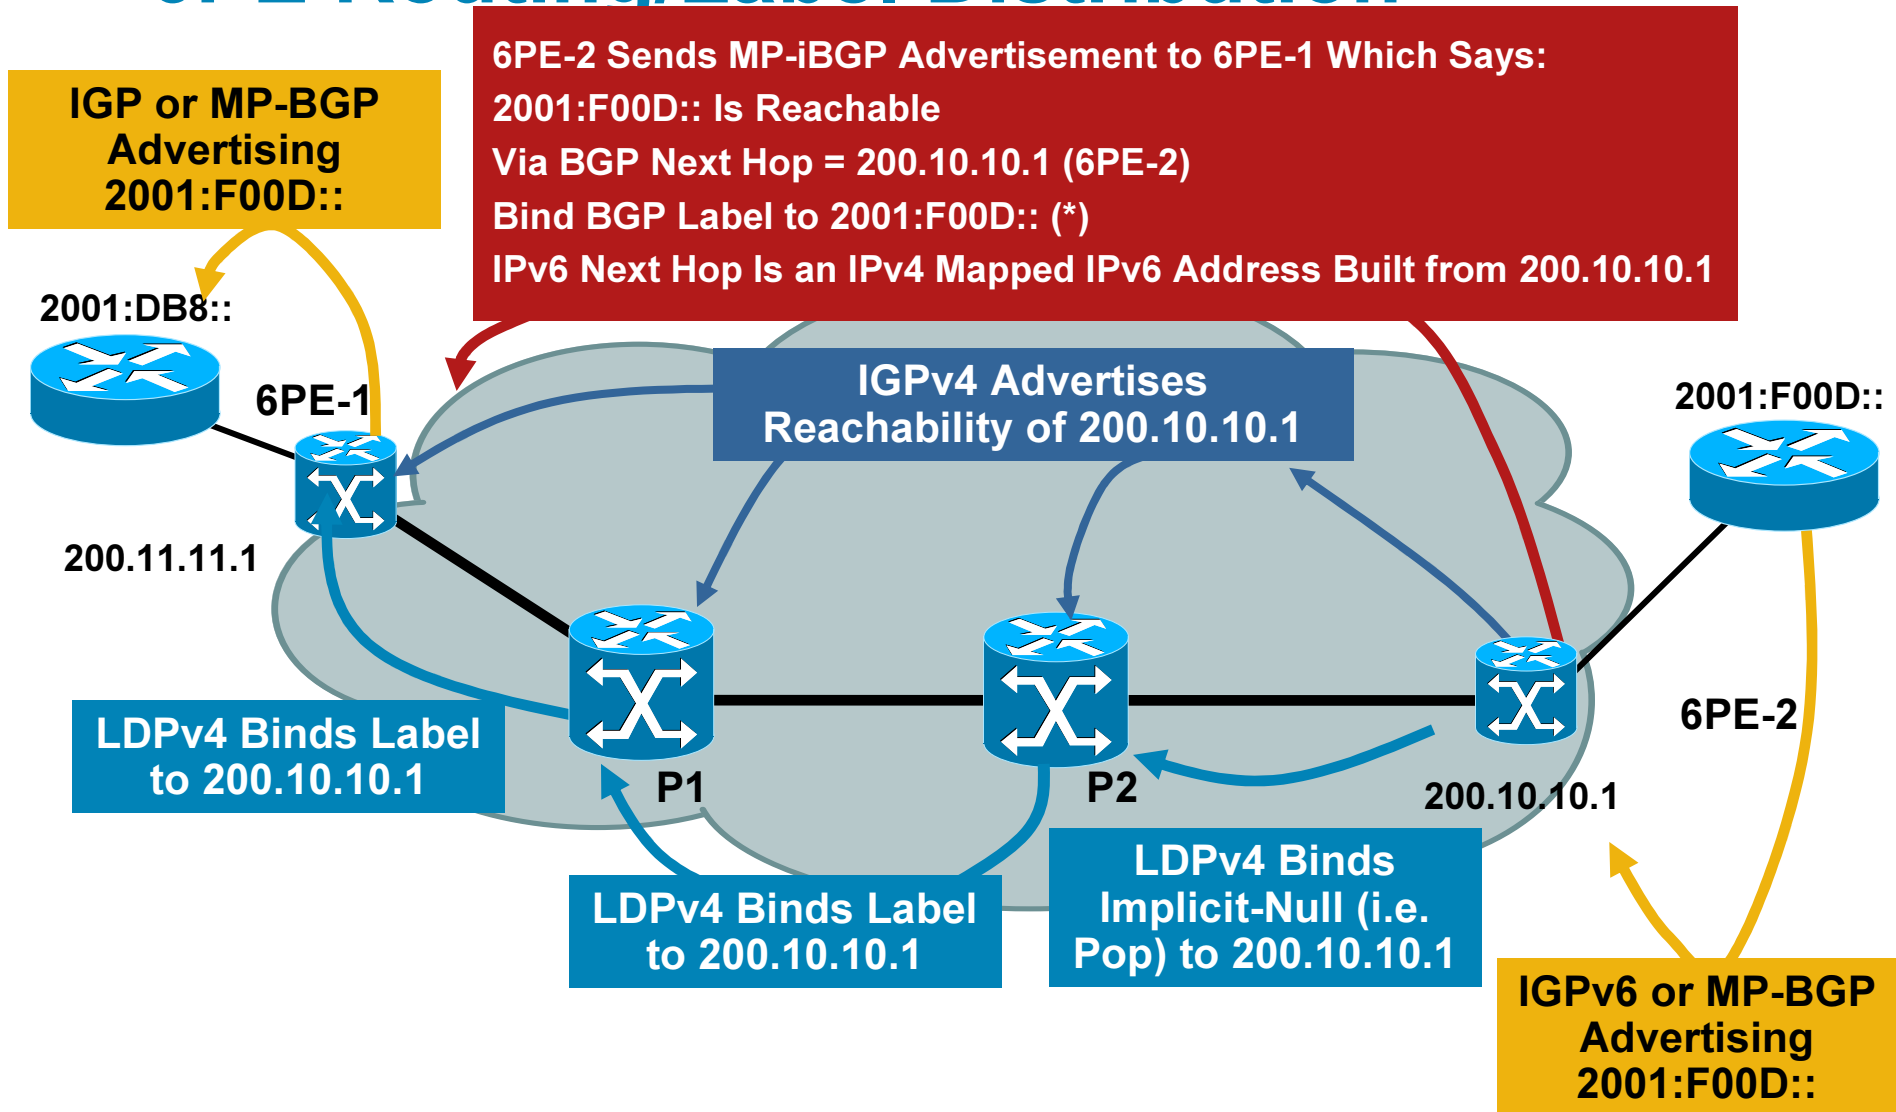 6PE Routing/Label Distribution
6PE-2 Sends MP-iBGP Advertisement to 6PE-1 Which Says:
2001:F00D:: Is Reachable
Via BGP Next Hop = 200.10.10.1 (6PE-2)
Bind BGP Label to 2001:F00D:: (*)
IPv6 Next Hop Is an IPv4 Mapped IPv6 Address Built from 200.10.10.1
IGP or MP-BGP
Advertising
2001:F00D::
2001:DB8::
6PE-1
IGPv4 Advertises
Reachability of 200.10.10.1
2001:F00D::
200.11.11.1
LDPv4 Binds Label
to 200.10.10.1
P1
P2
6PE-2
200.10.10.1
LDPv4 Binds Label
to 200.10.10.1
LDPv4 Binds
Implicit-Null (i.e.
Pop) to 200.10.10.1
IGPv6 or MP-BGP
Advertising
2001:F00D::